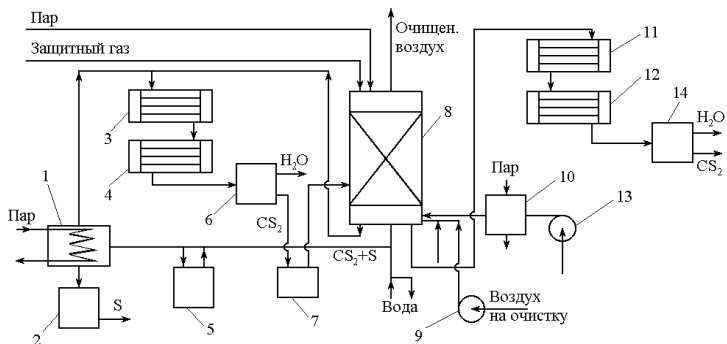 Пар
Очищен.
воздух
Защитный газ
11
12
14
H₂O
CS₂
3
4
8
H₂O
Пар
10
13
1
Пар
6
CS₂
CS₂+S
2
S
5
7
Вода
9
Воздух
на очистку